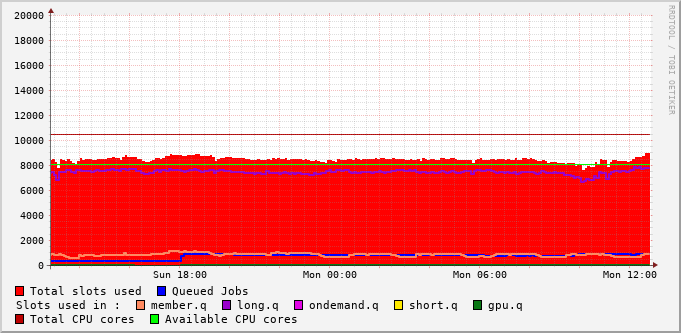 20000
18000
16000
14000
12000
10000
8000
6000
4000
2000
0
Sun 18:00 Mon 00:00 Mon 06:00 Mon 12:00
RRDTOOL / TOBI OETIKER
Total slots used Queued Jobs
Slots used in : member.q long.q ondemand.q short.q gpu.q
Total CPU cores Available CPU cores